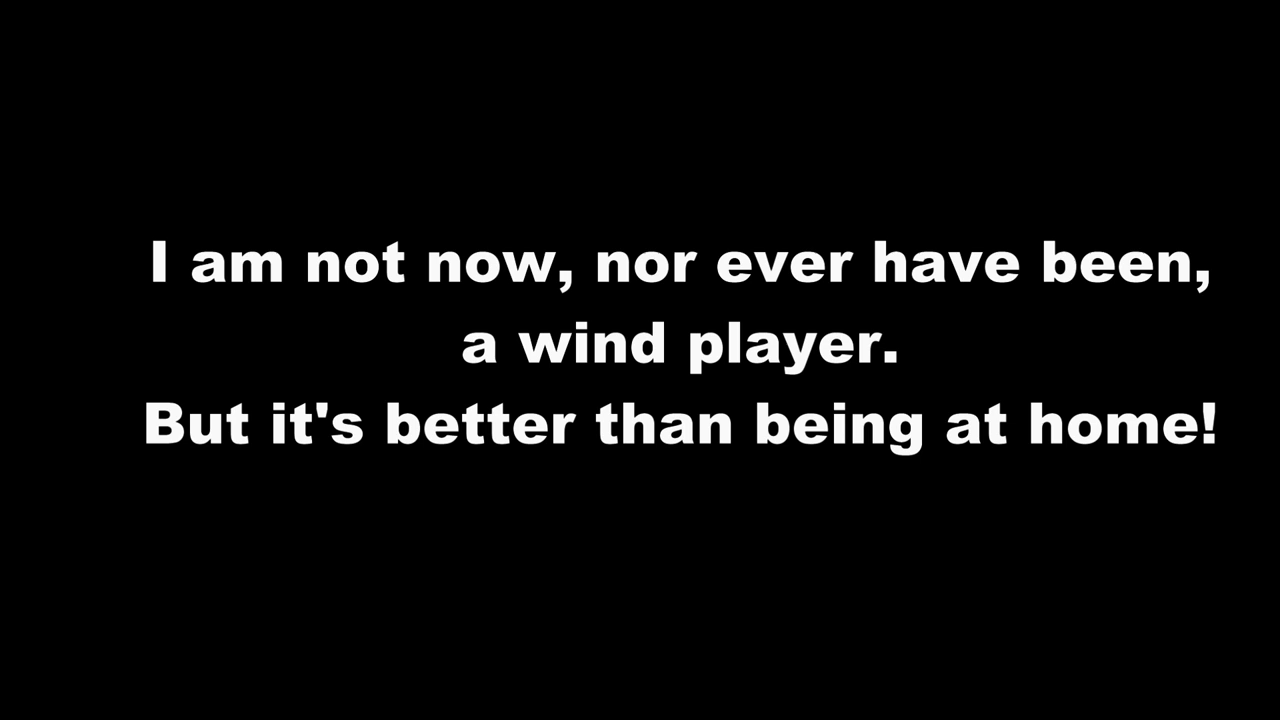 I am not now, nor ever have been,
a wind player.
But it's better than being at home!